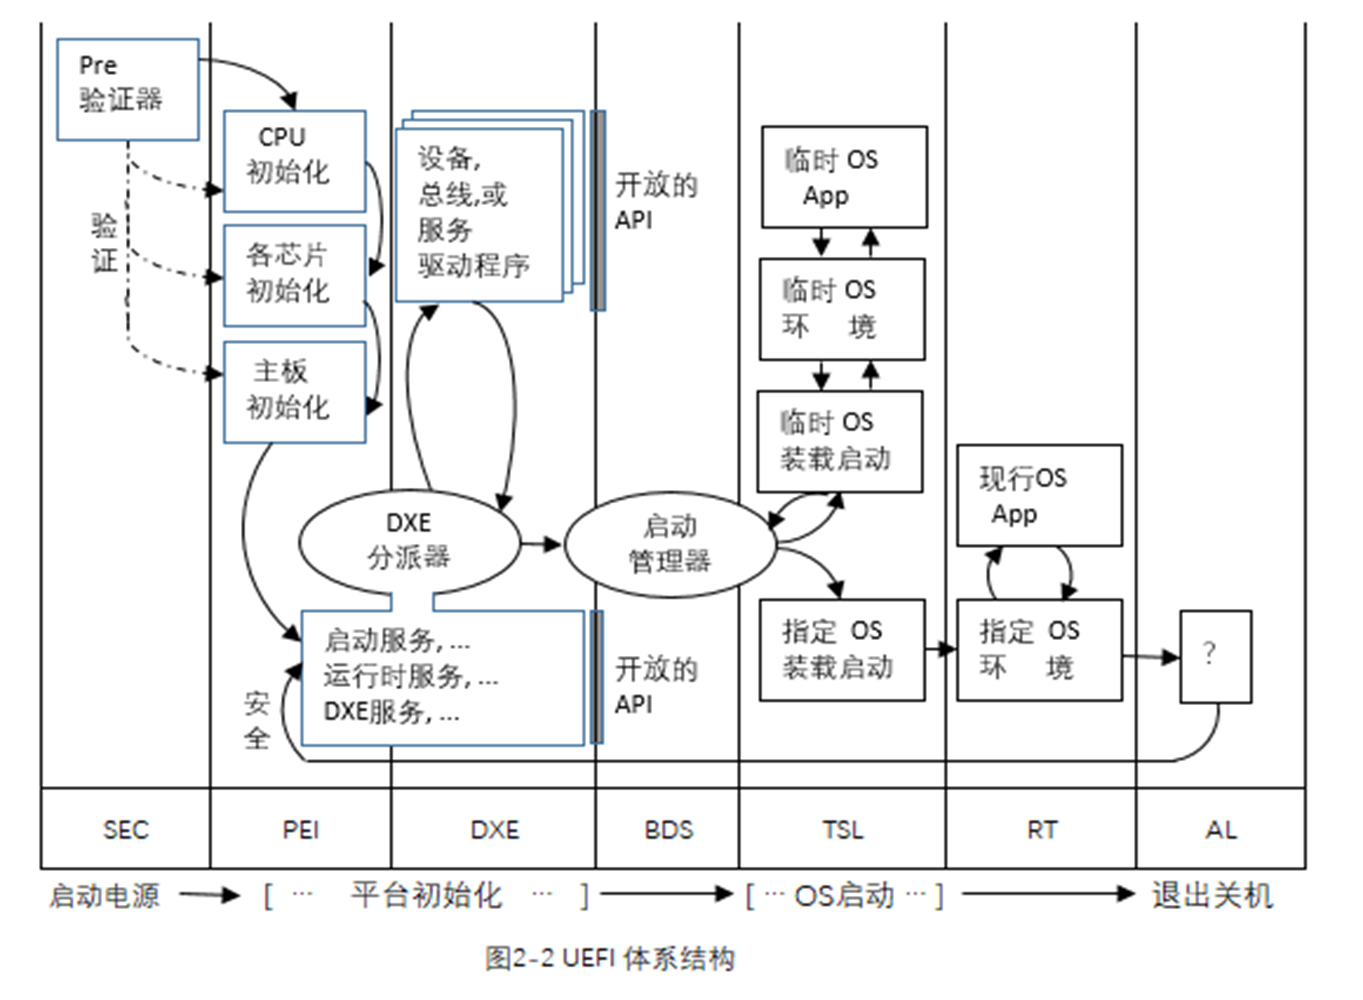 Pre
验证器
CPU
初始化
各芯片
初始化
主板
初始化
验
证
设备,
总线,或
服务
驱动程序
开放的
API
临时 OS
App
临时 OS
环 境
临时 OS
装载启动
现行OS
App
DXE
分派器
启动
管理器
启动服务, ...
运行时服务, ...
DXE服务, ...
安
全
开放的
API
指定 OS
装载启动
指定 OS
环 境
?
SEC
PEI
DXE
BDS
TSL
RT
AL
启动电源 [ ... 平台初始化 ... ] [ ... OS启动 ... ] 退出关机
图2-2 UEFI 体系结构